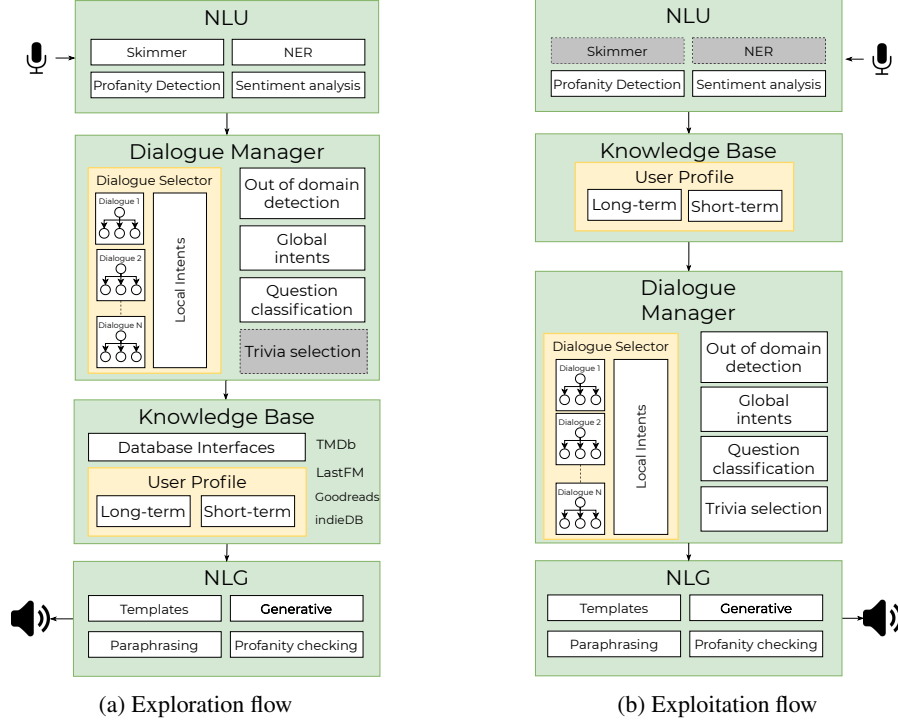 NLU
Skimmer
NER
Profanity Detection
Sentiment analysis
Dialogue Manager
Dialogue Selector
Dialogue 1
Dialogue 2
Dialogue N
Local Intents
Out of domain
detection
Global
intents
Question
classification
Trivia selection
Knowledge Base
Database Interfaces
TMDb
LastFM
Goodreads
indieDB
User Profile
Long-term
Short-term
NLG
Templates
Generative
Paraphrasing
Profanity checking
(a) Exploration flow
NLU
Skimmer
NER
Profanity Detection
Sentiment analysis
Knowledge Base
User Profile
Long-term
Short-term
Dialogue
Manager
Dialogue Selector
Dialogue 1
Dialogue 2
Dialogue N
Local Intents
Out of domain
detection
Global
intents
Question
classification
Trivia selection
NLG
Templates
Generative
Paraphrasing
Profanity checking
(b) Exploitation flow